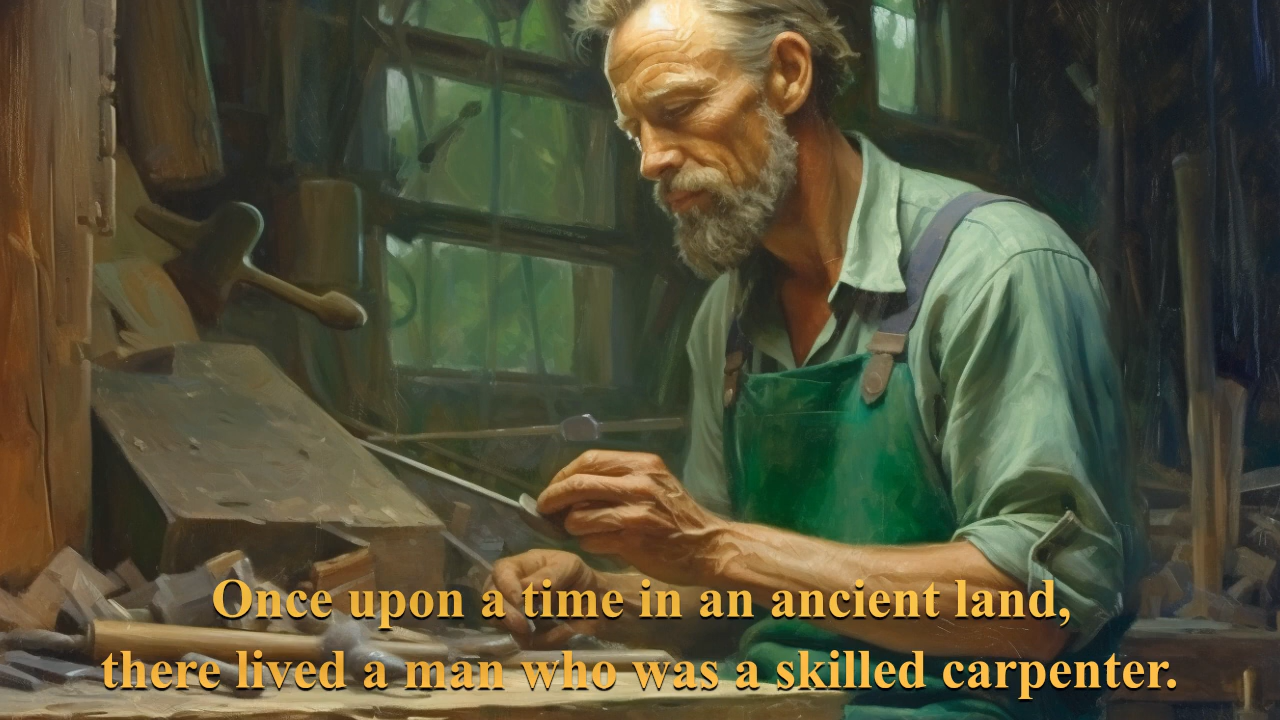 Once upon a time in an ancient land,
there lived a man who was a skilled carpenter.